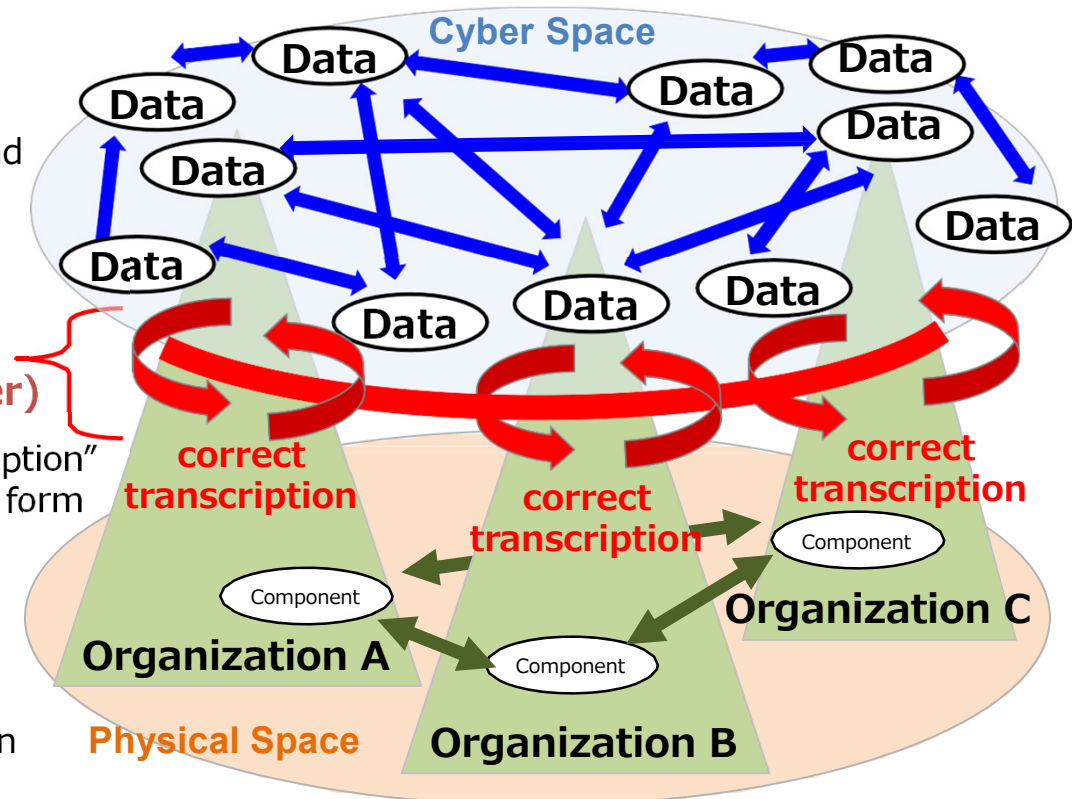 Cyber Space
Data
Data
Data
Data
Data
Data
Data
Data
Data
Data
Data
er)
ption”
form
correct
transcription
correct
transcription
correct
transcription
Component
Component
Component
Organization A
Organization B
Organization C
Physical Space